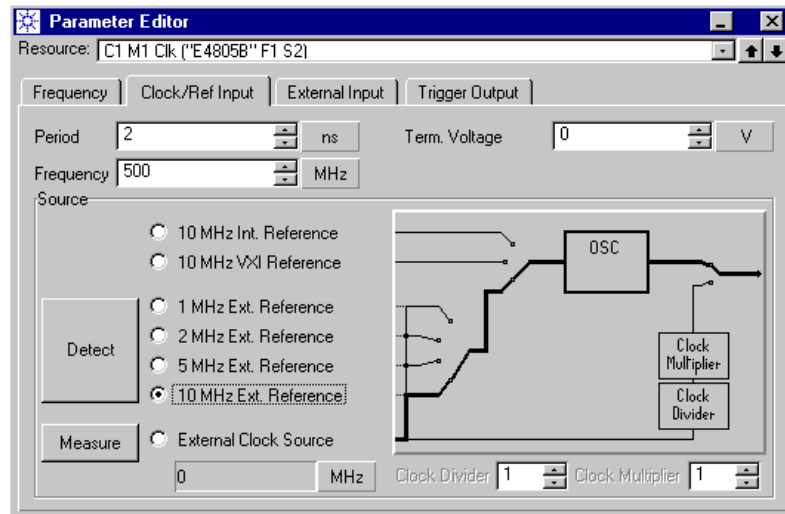 Parameter Editor
Resource: C1 M1 Clk ("E4805B" F1 S2)
Frequency Clock/Ref Input External Input Trigger Output
Period 2 ns Term. Voltage 0 V
Frequency 500 MHz
Source
10 MHz Int. Reference
10 MHz VXI Reference
1 MHz Ext. Reference
2 MHz Ext. Reference
5 MHz Ext. Reference
10 MHz Ext. Reference
Detect
Measure
External Clock Source
0 MHz
OSC
Clock
Multiplier
Clock
Divider
Clock Divider 1 Clock Multiplier 1